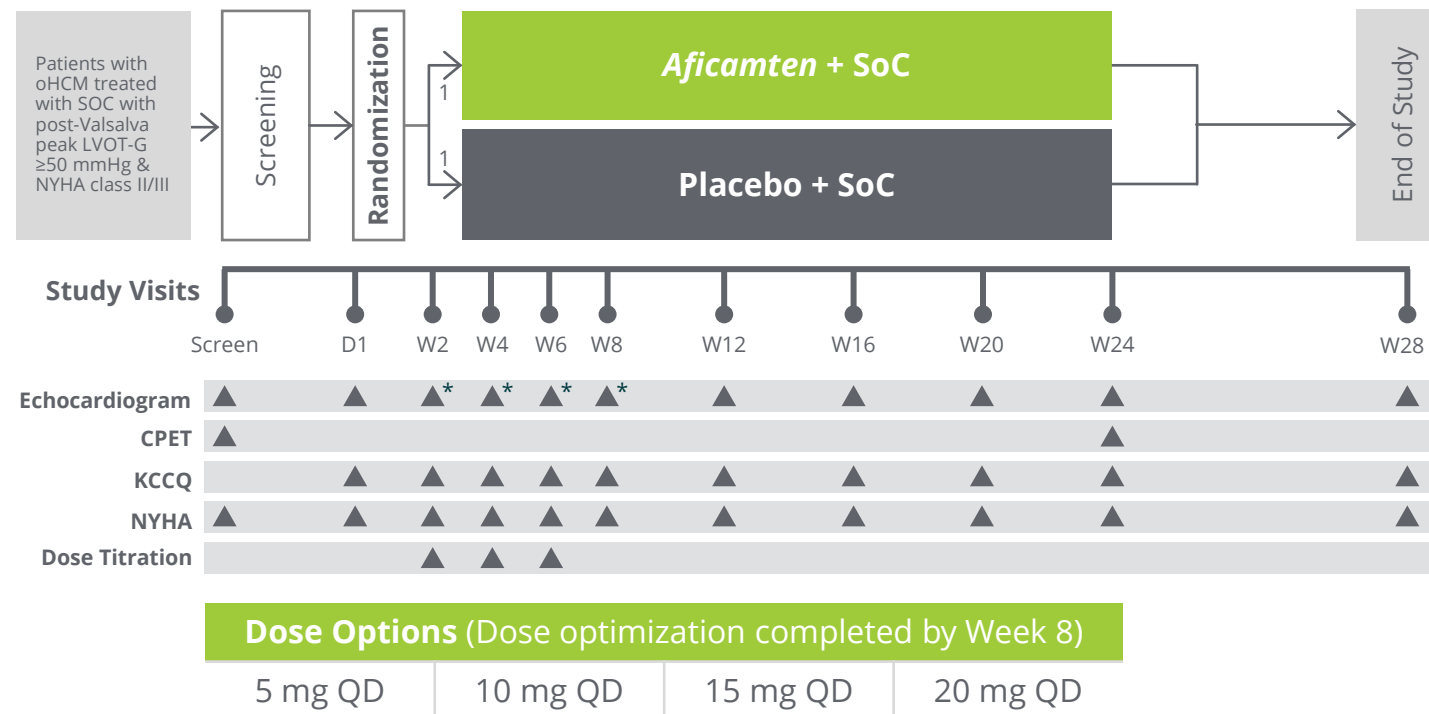 Patients with
oHCM treated
with SOC with
post-Valsalva
peak LVOT-G
≥50 mmHg &
NYHA class II/III
Screening
Randomization
1
1
Aficamten + SoC
Placebo + SoC
End of Study
Study Visits
Screen D1 W2 W4 W6 W8 W12 W16 W20 W24 W28
Echocardiogram * * * *
CPET
KCCQ
NYHA
Dose Titration
Dose Options (Dose optimization completed by Week 8)
5 mg QD 10 mg QD 15 mg QD 20 mg QD